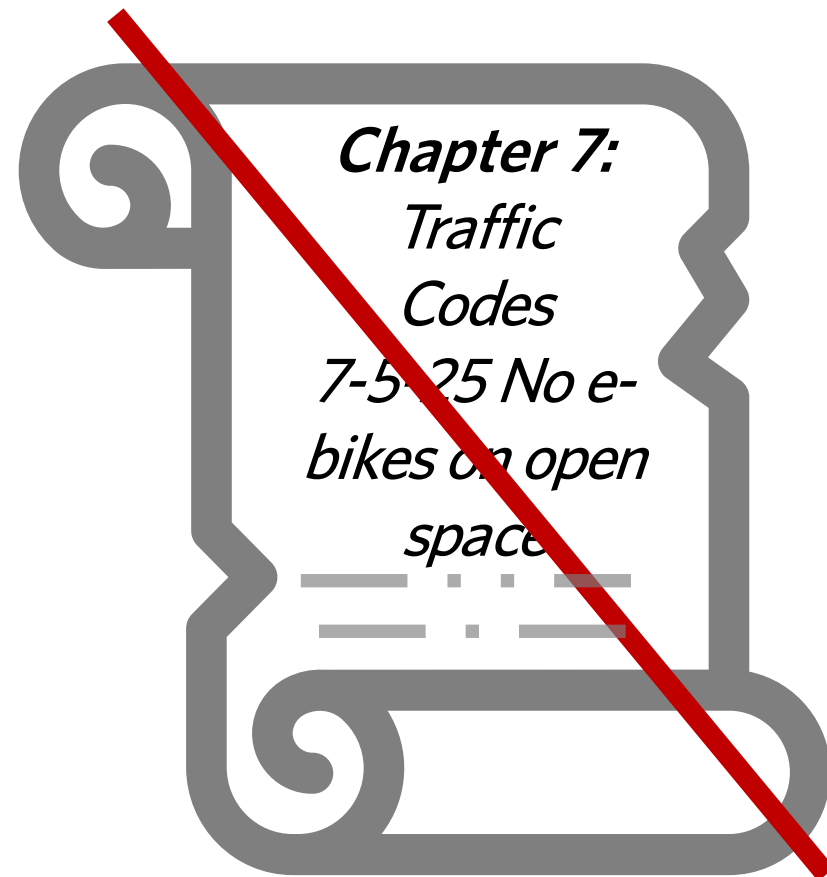 Chapter 7:
Traffic
Codes
7-5-25 No e-
bikes on open
space